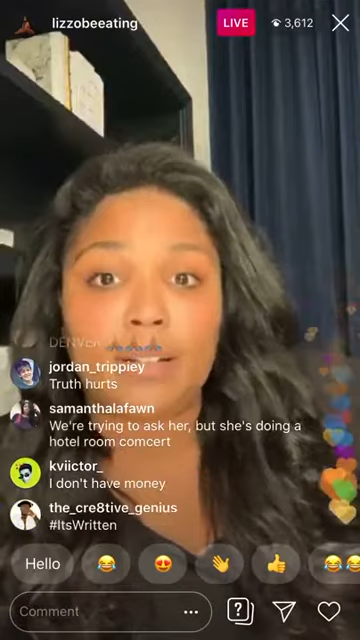 lizzobeeating
LIVE
3,612
DENVER
jordan_trippiey
Truth hurts
samanthalafawn
We're trying to ask her, but she's doing a
hotel room comcert
kviictor_
I don't have money
the_cre8tive_genius
#ItsWritten
Hello
Comment